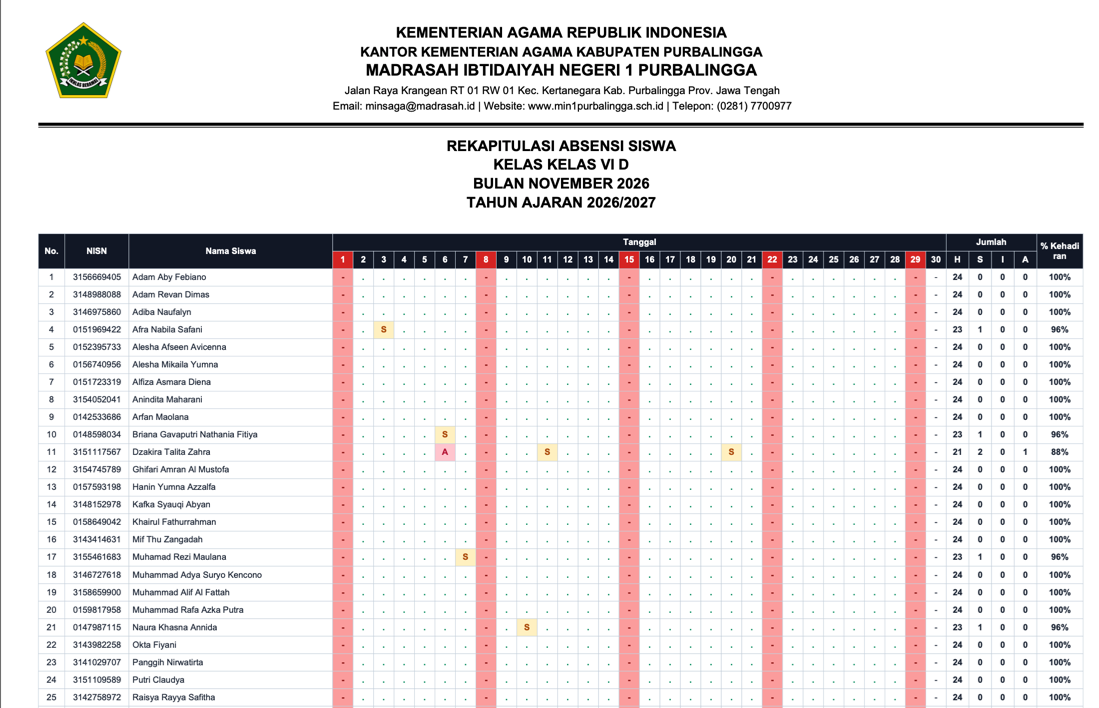 IKHLAS BERAMAL
KEMENTERIAN AGAMA REPUBLIK INDONESIA
KANTOR KEMENTERIAN AGAMA KABUPATEN PURBALINGGA
MADRASAH IBTIDAIYAH NEGERI 1 PURBALINGGA
Jalan Raya Krangean RT 01 RW 01 Kec. Kertanegara Kab. Purbalingga Prov. Jawa Tengah
Email: minsaga@madrasah.id | Website: www.min1purbalingga.sch.id | Telepon: (0281) 7700977
REKAPITULASI ABSENSI SISWA
KELAS KELAS VI D
BULAN NOVEMBER 2026
TAHUN AJARAN 2026/2027
No. NISN Nama Siswa Tanggal Jumlah % Kehadi
ran
1 2 3 4 5 6 7 8 9 10 11 12 13 14 15 16 17 18 19 20 21 22 23 24 25 26 27 28 29 30 H S I A
1 3156669405 Adam Aby Febiano - . . . . . . - . . . . . . - . . . . . . - . . . . . . - - 24 0 0 0 100%
2 3148988088 Adam Revan Dimas - . . . . . . - . . . . . . - . . . . . . - . . . . . . - - 24 0 0 0 100%
3 3146975860 Adiba Naufalyn - . . . . . . - . . . . . . - . . . . . . - . . . . . . - - 24 0 0 0 100%
4 0151969422 Afra Nabila Safani - . S . . . . - . . . . . . - . . . . . . - . . . . . . - - 23 1 0 0 96%
5 0152395733 Alesha Afseen Avicenna - . . . . . . - . . . . . . - . . . . . . - . . . . . . - - 24 0 0 0 100%
6 0156740956 Alesha Mikaila Yumna - . . . . . . - . . . . . . - . . . . . . - . . . . . . - - 24 0 0 0 100%
7 0151723319 Alfiza Asmara Diena - . . . . . . - . . . . . . - . . . . . . - . . . . . . - - 24 0 0 0 100%
8 3154052041 Anindita Maharani - . . . . . . - . . . . . . - . . . . . . - . . . . . . - - 24 0 0 0 100%
9 0142533686 Arfan Maolana - . . . . . . - . . . . . . - . . . . . . - . . . . . . - - 24 0 0 0 100%
10 0148598034 Briana Gavaputri Nathania Fitiya - . . . . S . - . . . . . . - . . . . . . - . . . . . . - - 23 1 0 0 96%
11 3151117567 Dzakira Talita Zahra - . . . . A . - . . S . . . - . . . . S . - . . . . . . - - 21 2 0 1 88%
12 3154745789 Ghifari Amran Al Mustofa - . . . . . . - . . . . . . - . . . . . . - . . . . . . - - 24 0 0 0 100%
13 0157593198 Hanin Yumna Azzalfa - . . . . . . - . . . . . . - . . . . . . - . . . . . . - - 24 0 0 0 100%
14 3148152978 Kafka Syauqi Abyan - . . . . . . - . . . . . . - . . . . . . - . . . . . . - - 24 0 0 0 100%
15 0158649042 Khairul Fathurrahman - . . . . . . - . . . . . . - . . . . . . - . . . . . . - - 24 0 0 0 100%
16 3143414631 Mif Thu Zangadah - . . . . . . - . . . . . . - . . . . . . - . . . . . . - - 24 0 0 0 100%
17 3155461683 Muhamad Rezi Maulana - . . . . . S - . . . . . . - . . . . . . - . . . . . . - - 23 1 0 0 96%
18 3146727618 Muhammad Adya Suryo Kencono - . . . . . . - . . . . . . - . . . . . . - . . . . . . - - 24 0 0 0 100%
19 3158659900 Muhammad Alif Al Fattah - . . . . . . - . . . . . . - . . . . . . - . . . . . . - - 24 0 0 0 100%
20 0159817958 Muhammad Rafa Azka Putra - . . . . . . - . . . . . . - . . . . . . - . . . . . . - - 24 0 0 0 100%
21 0147987115 Naura Khasna Annida - . . . . . . - . S . . . . - . . . . . . - . . . . . . - - 23 1 0 0 96%
22 3143982258 Okta Fiyani - . . . . . . - . . . . . . - . . . . . . - . . . . . . - - 24 0 0 0 100%
23 3141029707 Panggih Nirwatirta - . . . . . . - . . . . . . - . . . . . . - . . . . . . - - 24 0 0 0 100%
24 3151109589 Putri Claudya - . . . . . . - . . . . . . - . . . . . . - . . . . . . - - 24 0 0 0 100%
25 3142758972 Raisya Rayya Safitha - . . . . . . - . . . . . . - . . . . . . - . . . . . . - - 24 0 0 0 100%